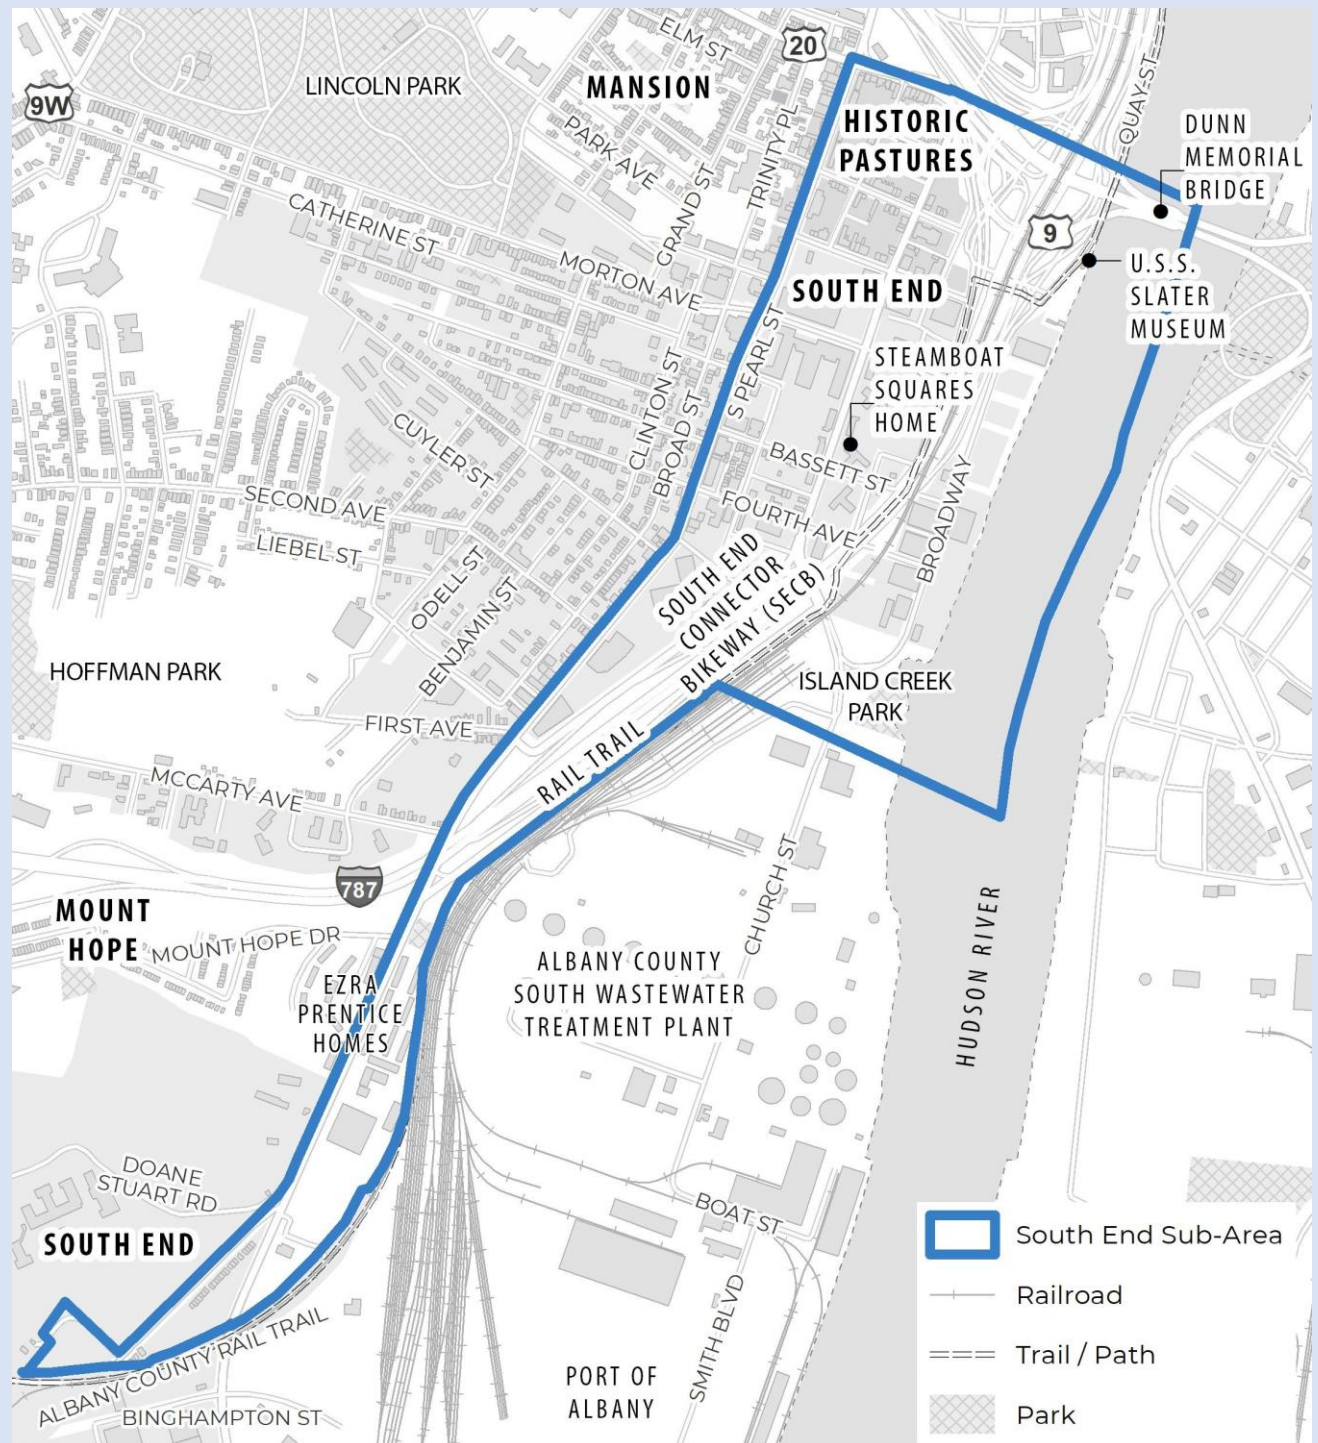 ELM ST
20
QUAY ST
LINCOLN PARK
MANSION
9W
TRINITY PL
HISTORIC
PASTURES
DUNN
MEMORIAL
BRIDGE
PARK AVE
GRAND ST
CATHERINE ST
9
MORTON AVE
U.S.S.
SLATER
MUSEUM
SOUTH END
S PEARL ST
STEAMBOAT
SQUARES
HOME
CLINTON ST
BROAD ST
CUYLER ST
BASSETT ST
SECOND AVE
FOURTH AVE
BROADWAY
LIEBEL ST
ODELL ST
BENJAMIN ST
SOUTH END
CONNECTOR
BIKEWAY (SECB)
HOFFMAN PARK
ISLAND CREEK
PARK
FIRST AVE
RAIL TRAIL
MCCARTY AVE
CHURCH ST
787
MOUNT
HOPE
MOUNT HOPE DR
EZRA
PRENTICE
HOMES
ALBANY COUNTY
SOUTH WASTEWATER
TREATMENT PLANT
HUDSON RIVER
DOANE
STUART RD
BOAT ST
SOUTH END
SMITH BLVD
ALBANY COUNTY RAIL TRAIL
PORT OF
ALBANY
BINGHAMPTON ST
South End Sub-Area
Railroad
Trail / Path
Park